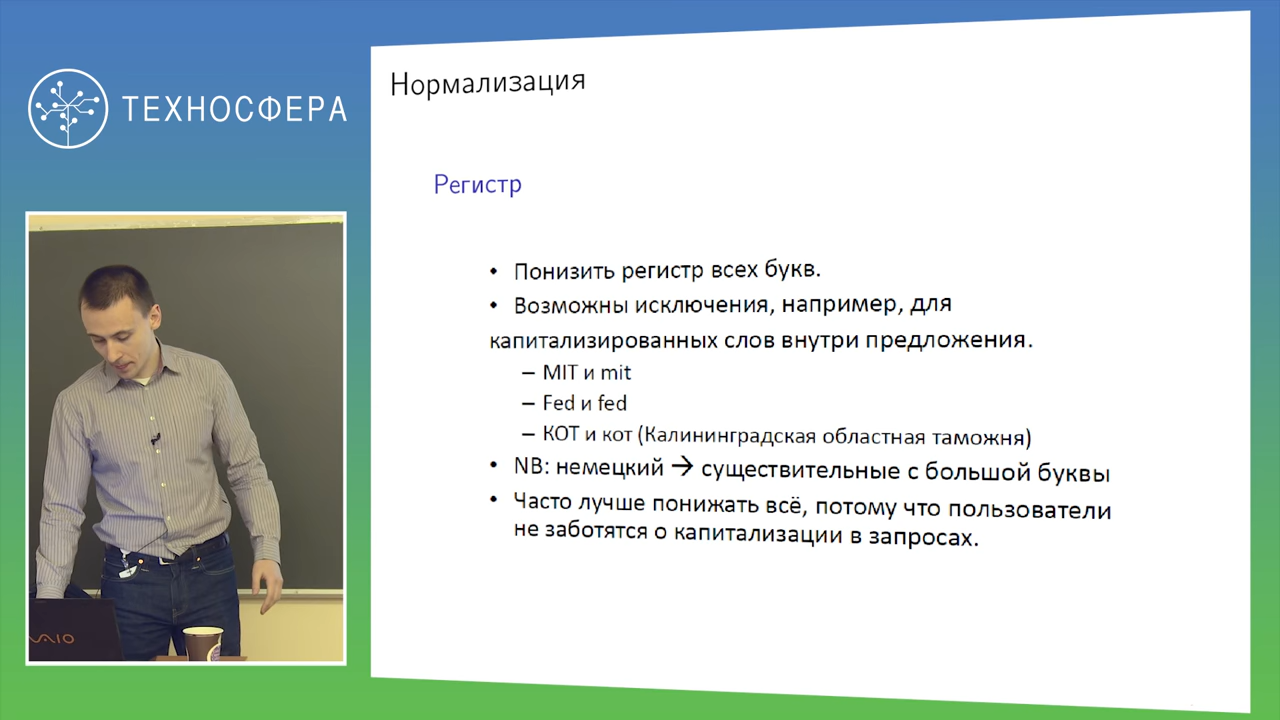 ТЕХНОСФЕРА
Нормализация
Регистр
• Понизить регистр всех букв.
• Возможны исключения, например, для
капитализированных слов внутри предложения.
– MIT и mit
– Fed и fed
– КОТ и кот (Калининградская областная таможня)
• NB: немецкий → существительные с большой буквы
• Часто лучше понижать всё, потому что пользователи
не заботятся о капитализации в запросах.
VAIO